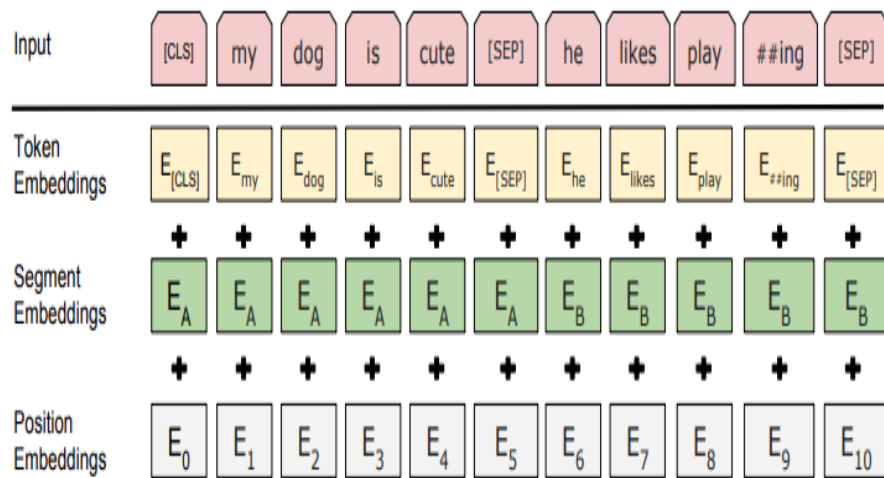 Input [CLS] my dog is cute [SEP] he likes play ##ing [SEP]
Token Embeddings E[CLS] Emy Edog Eis Ecute E[SEP] Ehe Elikes Eplay E##ing E[SEP]
+ + + + + + + + + + +
Segment Embeddings EA EA EA EA EA EA EB EB EB EB EB
+ + + + + + + + + + +
Position Embeddings E0 E1 E2 E3 E4 E5 E6 E7 E8 E9 E10